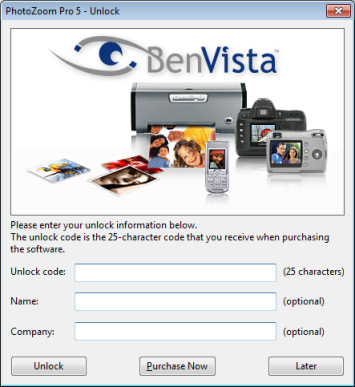 PhotoZoom Pro 5 - Unlock
BenVista™
Please enter your unlock information below.
The unlock code is the 25-character code that you receive when purchasing
the software.
Unlock code: (25 characters)
Name: (optional)
Company: (optional)
Unlock Purchase Now Later